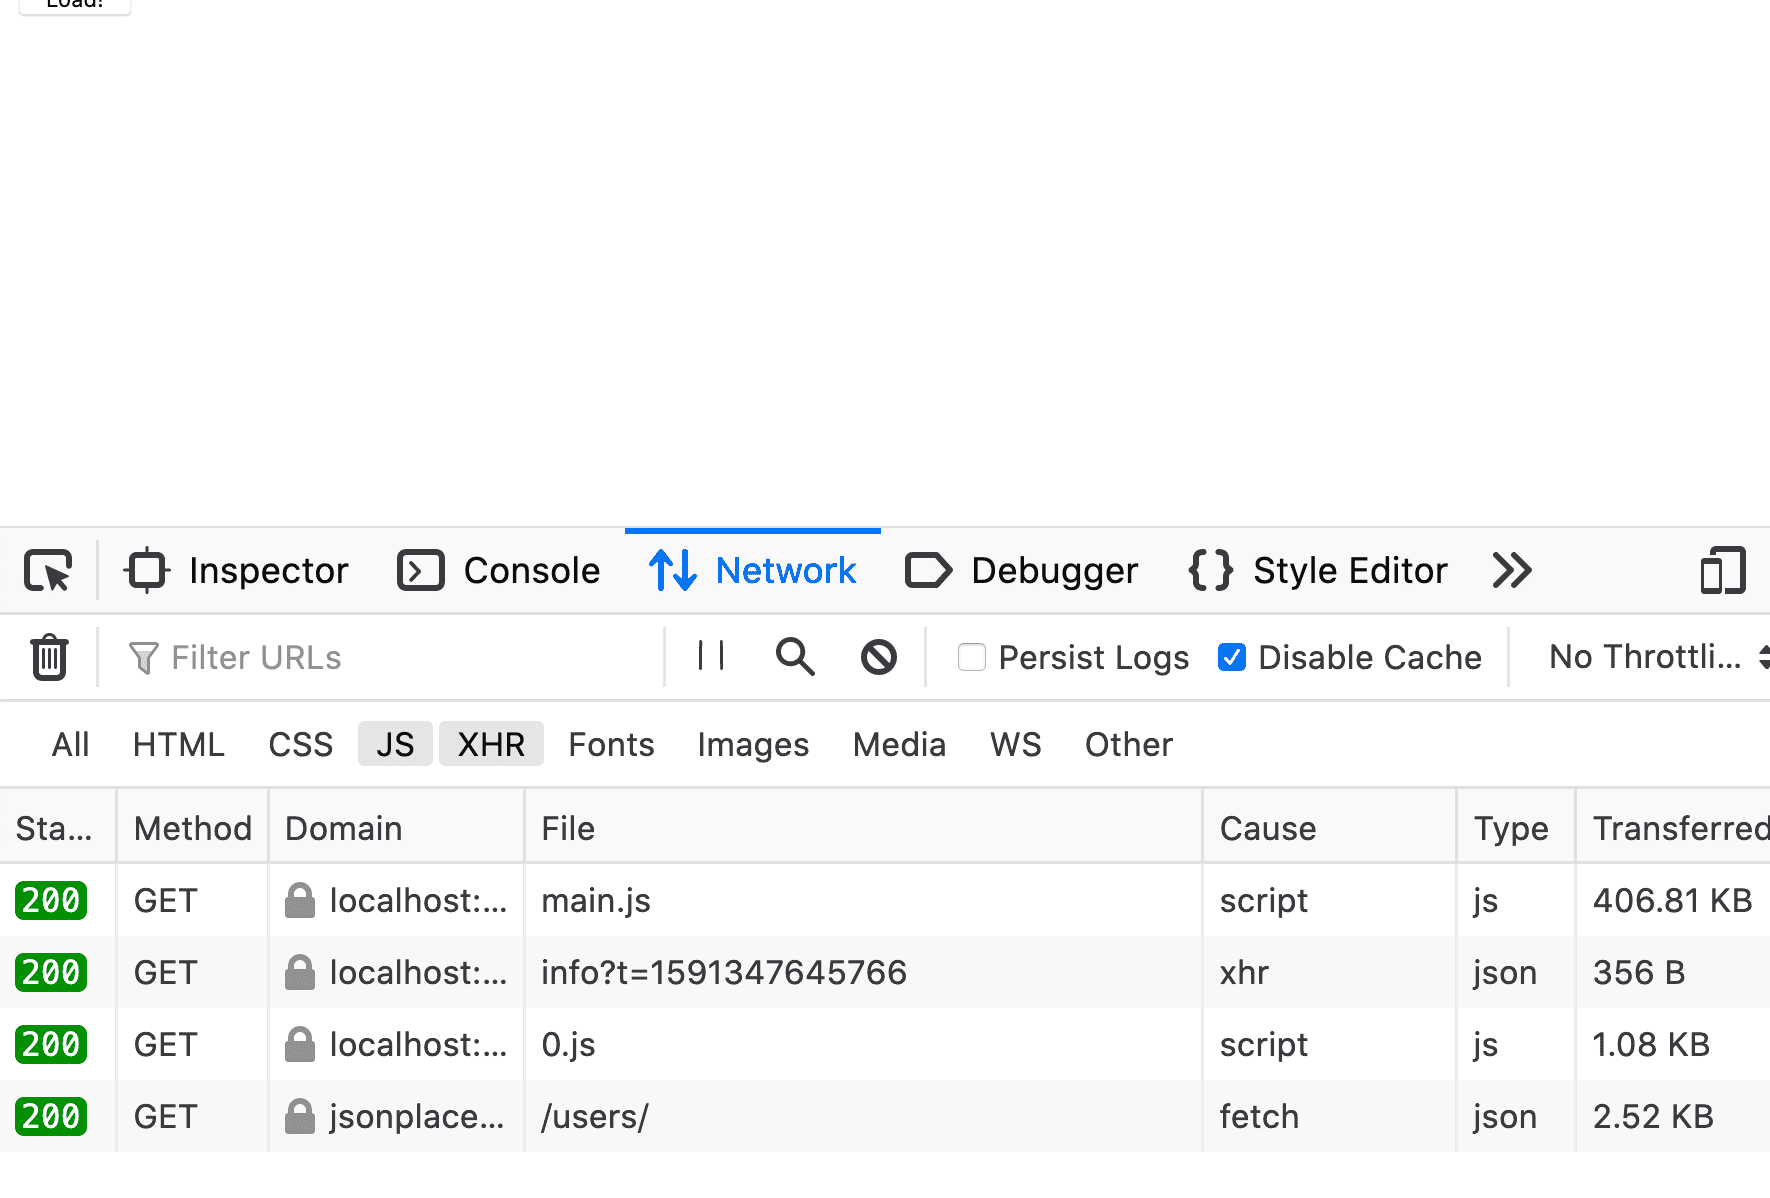 Load!
Inspector Console Network Debugger Style Editor
Filter URLs Persist Logs Disable Cache No Throttli...
All HTML CSS JS XHR Fonts Images Media WS Other
Sta... Method Domain File Cause Type Transferred
200 GET localhost:... main.js script js 406.81 KB
200 GET localhost:... info?t=1591347645766 xhr json 356 B
200 GET localhost:... 0.js script js 1.08 KB
200 GET jsonplace... /users/ fetch json 2.52 KB